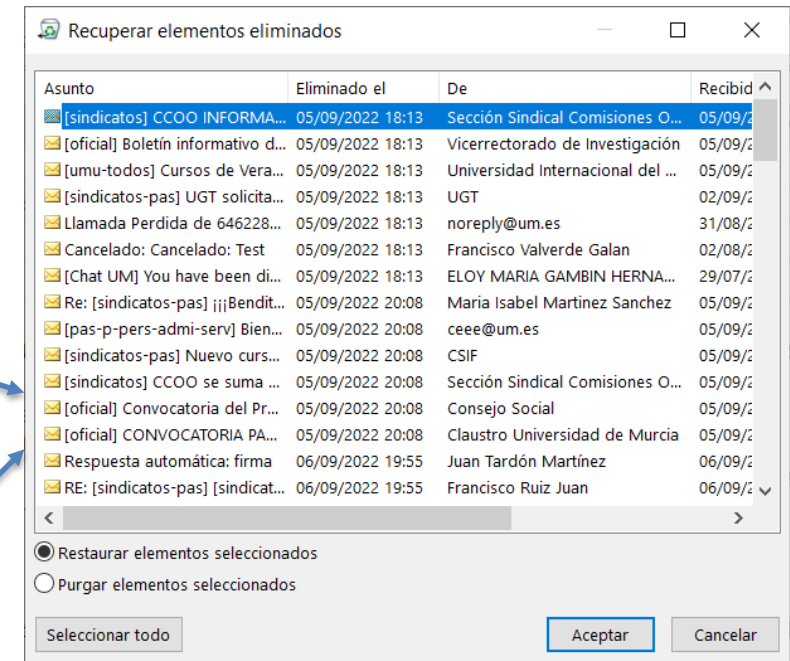 Recuperar elementos eliminados
Asunto Eliminado el De Recibid
[sindicatos] CCOO INFORMA... 05/09/2022 18:13 Sección Sindical Comisiones O... 05/09/2
[oficial] Boletín informativo d... 05/09/2022 18:13 Vicerrectorado de Investigación 05/09/2
[umu-todos] Cursos de Vera... 05/09/2022 18:13 Universidad Internacional del ... 05/09/2
[sindicatos-pas] UGT solicita... 05/09/2022 18:13 UGT 02/09/2
Llamada Perdida de 646228... 05/09/2022 18:13 noreply@um.es 31/08/2
Cancelado: Cancelado: Test 05/09/2022 18:13 Francisco Valverde Galan 02/08/2
[Chat UM] You have been di... 05/09/2022 18:13 ELOY MARIA GAMBIN HERNA... 29/07/2
Re: [sindicatos-pas] ¡¡¡Bendit... 05/09/2022 20:08 Maria Isabel Martinez Sanchez 05/09/2
[pas-p-pers-admi-serv] Bien... 05/09/2022 20:08 ceee@um.es 05/09/2
[sindicatos-pas] Nuevo curs... 05/09/2022 20:08 CSIF 05/09/2
[sindicatos] CCOO se suma ... 05/09/2022 20:08 Sección Sindical Comisiones O... 05/09/2
[oficial] Convocatoria del Pr... 05/09/2022 20:08 Consejo Social 05/09/2
[oficial] CONVOCATORIA PA... 05/09/2022 20:08 Claustro Universidad de Murcia 05/09/2
Respuesta automática: firma 06/09/2022 19:55 Juan Tardón Martínez 06/09/2
RE: [sindicatos-pas] [sindicat... 06/09/2022 19:55 Francisco Ruiz Juan 06/09/2
Restaurar elementos seleccionados
Purgar elementos seleccionados
Seleccionar todo Aceptar Cancelar